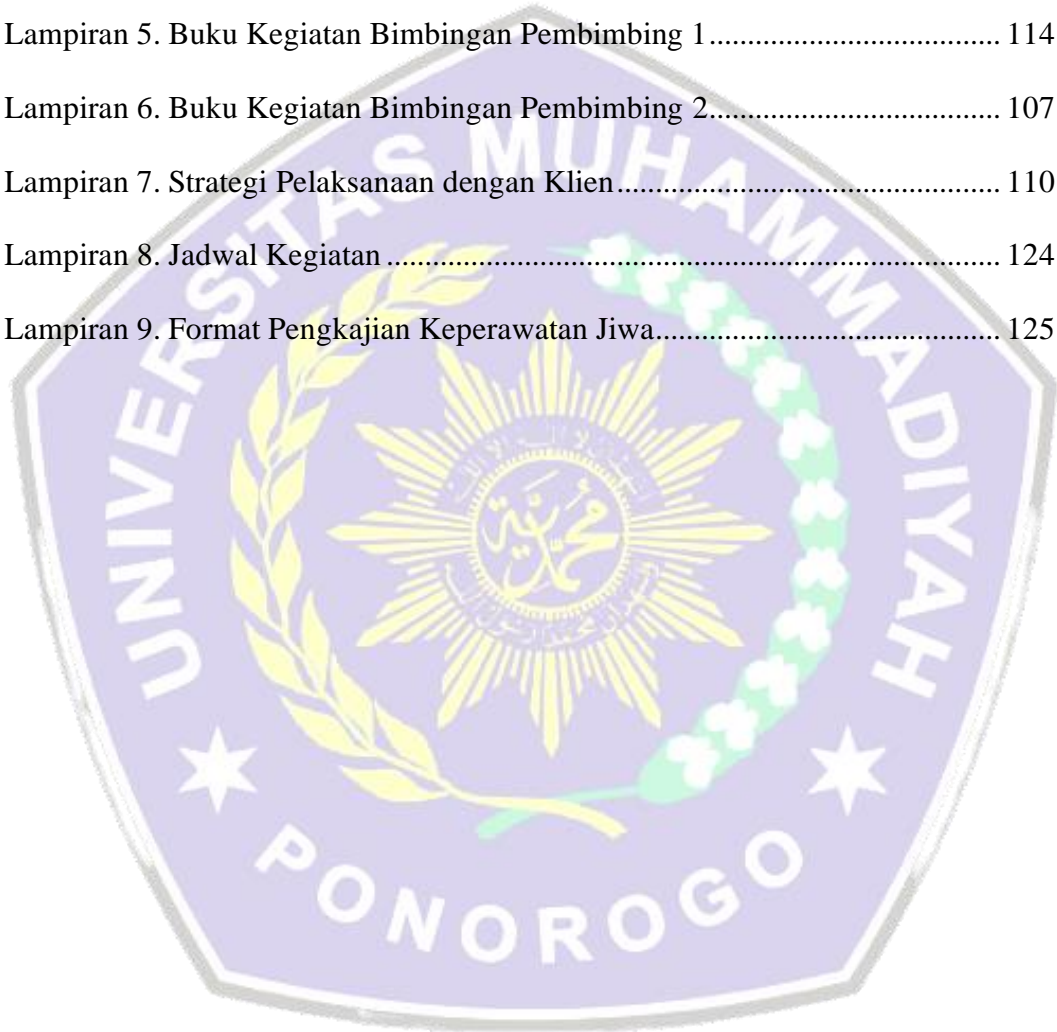 Lampiran 5. Buku Kegiatan Bimbingan Pembimbing 1...................................... 114
Lampiran 6. Buku Kegiatan Bimbingan Pembimbing 2...................................... 107
Lampiran 7. Strategi Pelaksanaan dengan Klien.................................................. 110
Lampiran 8. Jadwal Kegiatan................................................................................ 124
Lampiran 9. Format Pengkajian Keperawatan Jiwa............................................. 125
UNIVERSITAS MUHAMMADIYAH
PONOROGO